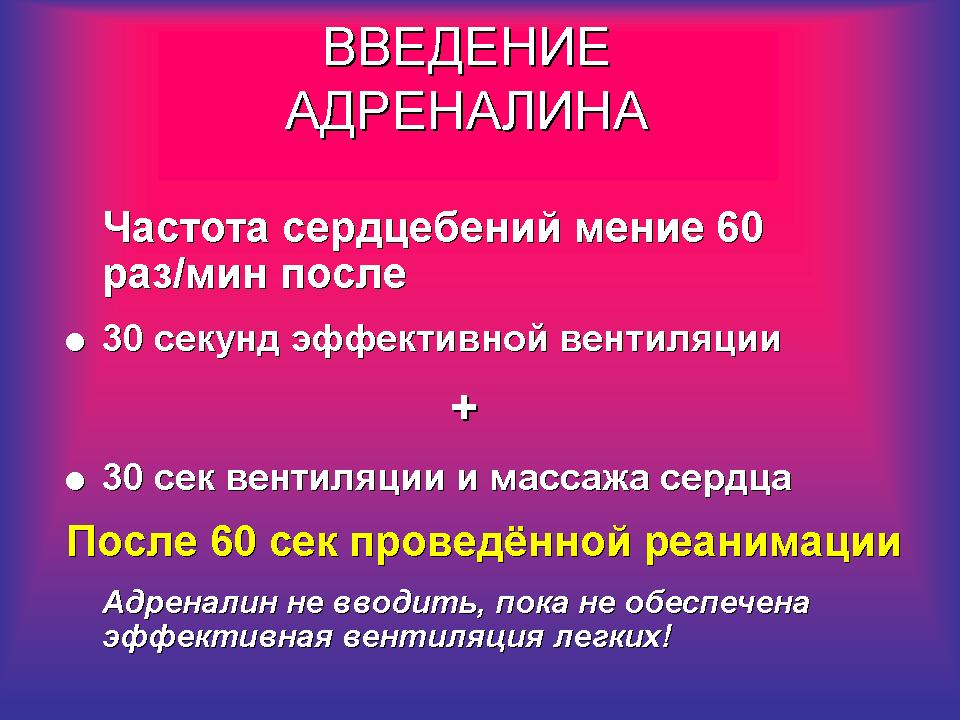 ВВЕДЕНИЕ
АДРЕНАЛИНА
Частота сердцебений мение 60
раз/мин после
● 30 секунд эффективной вентиляции
+
● 30 сек вентиляции и массажа сердца
После 60 сек проведённой реанимации
Адреналин не вводить, пока не обеспечена
эффективная вентиляция легких!